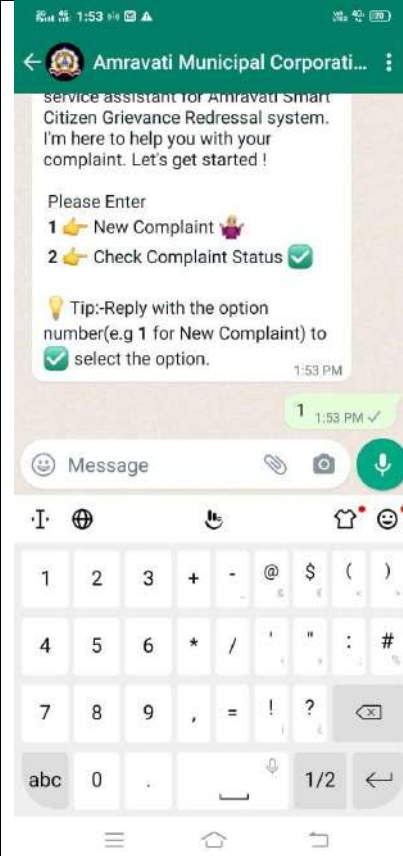 1:53
Amravati Municipal Corporati...
service assistant for Amravati Smart
Citizen Grievance Redressal system.
I'm here to help you with your
complaint. Let's get started !
Please Enter
1 👉 New Complaint 🤷
2 👉 Check Complaint Status ✅
💡 Tip:-Reply with the option
number(e.g 1 for New Complaint) to
✅ select the option.
1:53 PM
1 1:53 PM
Message
1 2 3 + - @ $ ( )
4 5 6 * / ' " : #
7 8 9 , = ! ?
abc 0 . 1/2